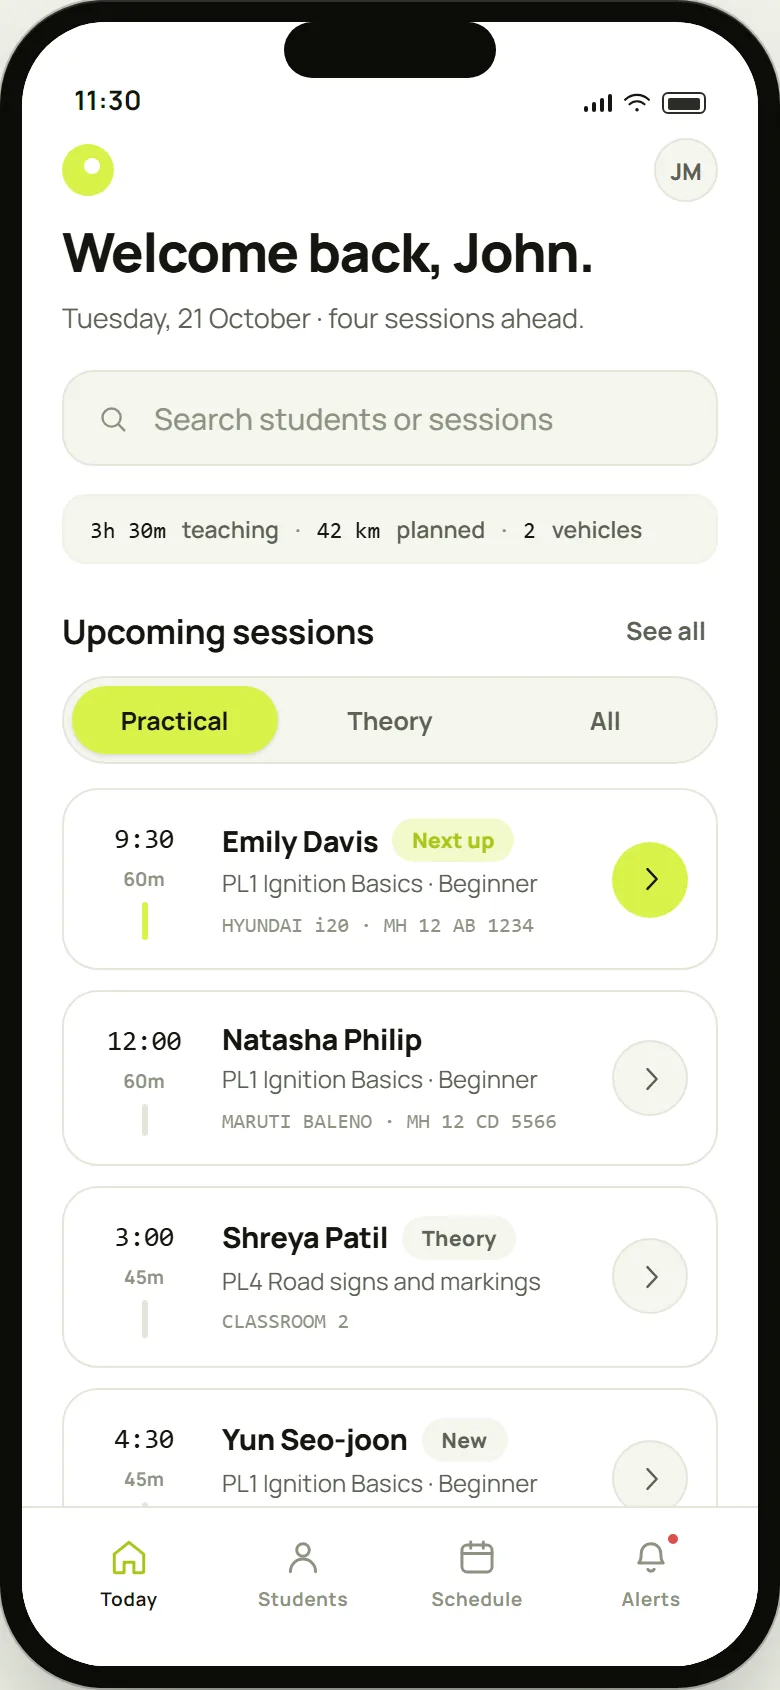 11:30
JM
Welcome back, John.
Tuesday, 21 October · four sessions ahead.
Search students or sessions
3h 30m teaching · 42 km planned · 2 vehicles
Upcoming sessions See all
Practical Theory All
9:30 Emily Davis Next up
60m PL1 Ignition Basics · Beginner
HYUNDAI i20 · MH 12 AB 1234
12:00 Natasha Philip
60m PL1 Ignition Basics · Beginner
MARUTI BALENO · MH 12 CD 5566
3:00 Shreya Patil Theory
45m PL4 Road signs and markings
CLASSROOM 2
4:30 Yun Seo-joon New
45m PL1 Ignition Basics · Beginner
Today Students Schedule Alerts